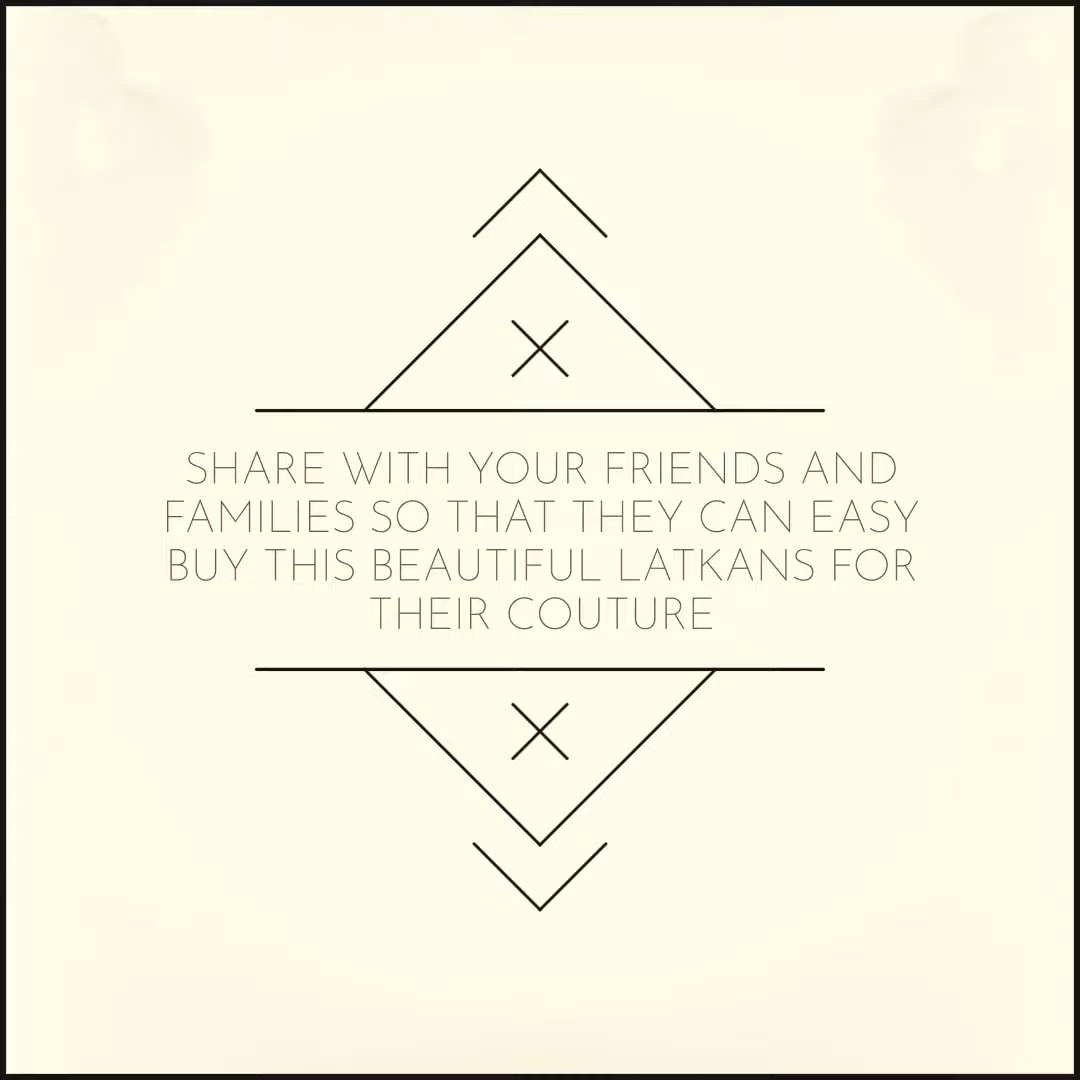 SHARE WITH YOUR FRIENDS AND
FAMILIES SO THAT THEY CAN EASY
BUY THIS BEAUTIFUL LATKANS FOR
THEIR COUTURE